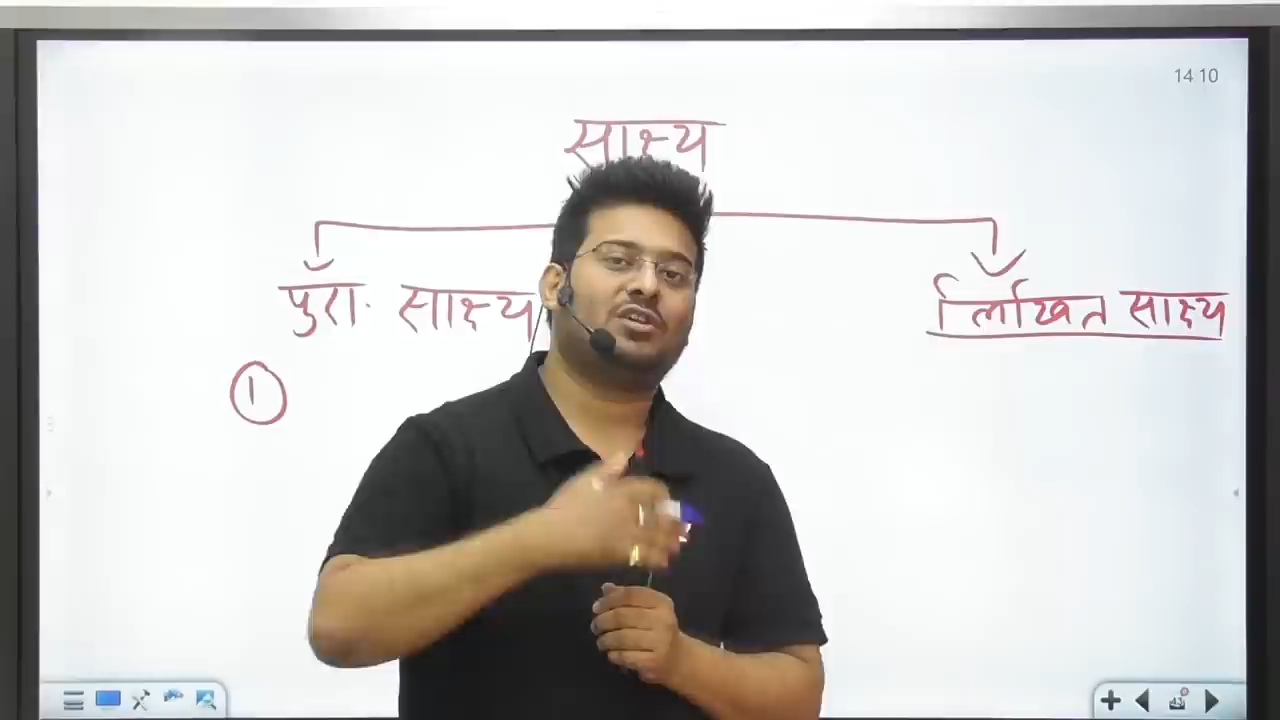 14 10
साक्ष्य
पुरा. साक्ष्य
लिखित साक्ष्य
1